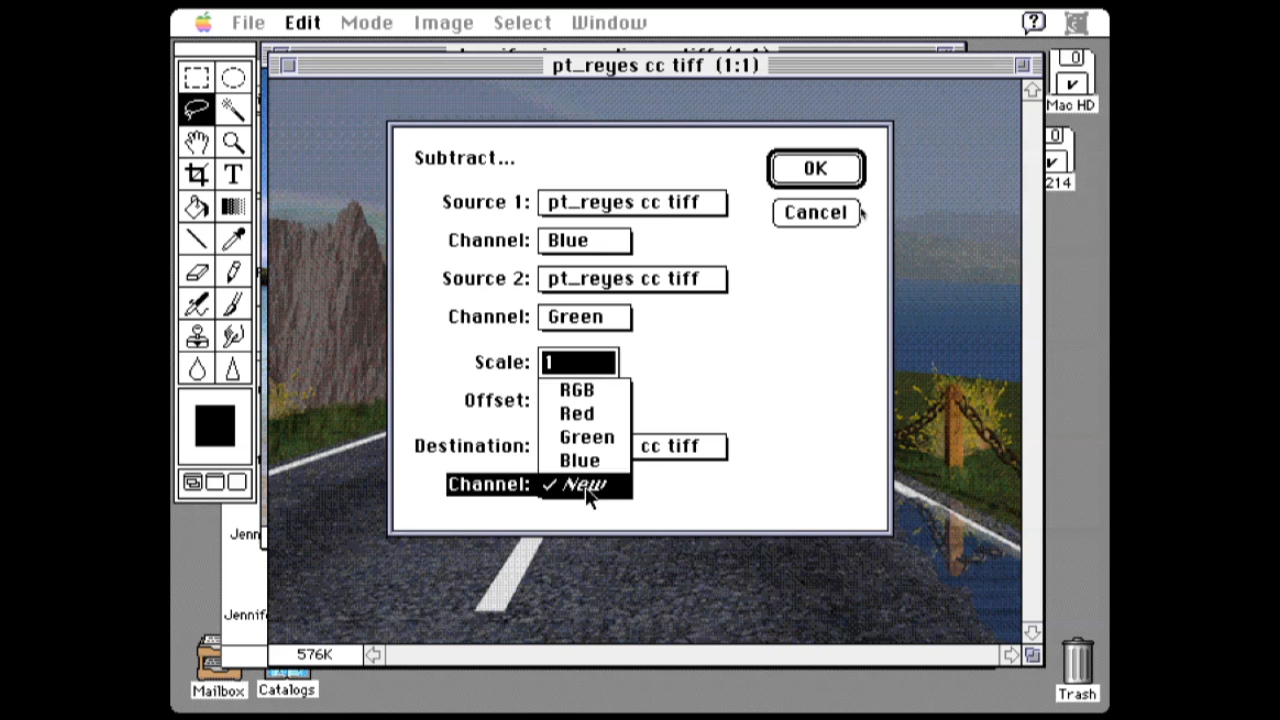 File Edit Mode Image Select Window
pt_reyes cc tiff (1:1)
Mac HD
214
Subtract...
OK
Cancel
Source 1: pt_reyes cc tiff
Channel: Blue
Source 2: pt_reyes cc tiff
Channel: Green
Scale: 1
RGB
Offset:
Red
Green
Destination: cc tiff
Blue
Channel: ✓ New
Jenn
Jennif
576K
Mailbox
Catalogs
Trash